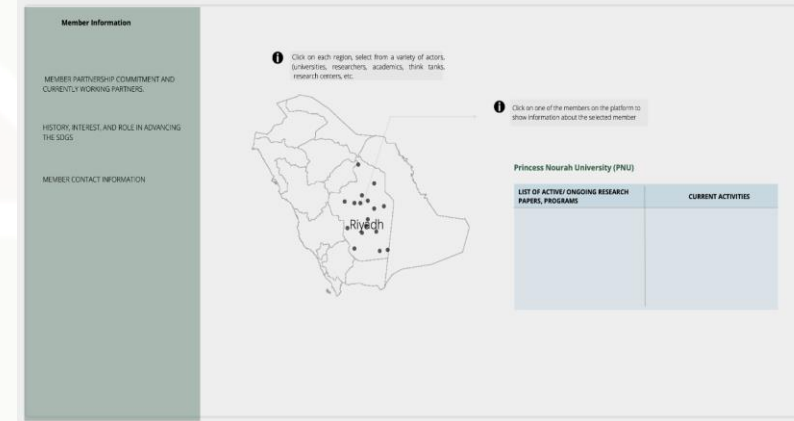 Member Information
MEMBER PARTNERSHIP COMMITMENT AND
CURRENTLY WORKING PARTNERS.
HISTORY, INTEREST, AND ROLE IN ADVANCING
THE SDGS
MEMBER CONTACT INFORMATION
Click on each region, select from a variety of actors,
(universities, researchers, academics, think tanks,
research centers, etc.
Riyadh
Click on one of the members on the platform to
show information about the selected member
Princess Nourah University (PNU)
LIST OF ACTIVE/ ONGOING RESEARCH
PAPERS, PROGRAMS
CURRENT ACTIVITIES